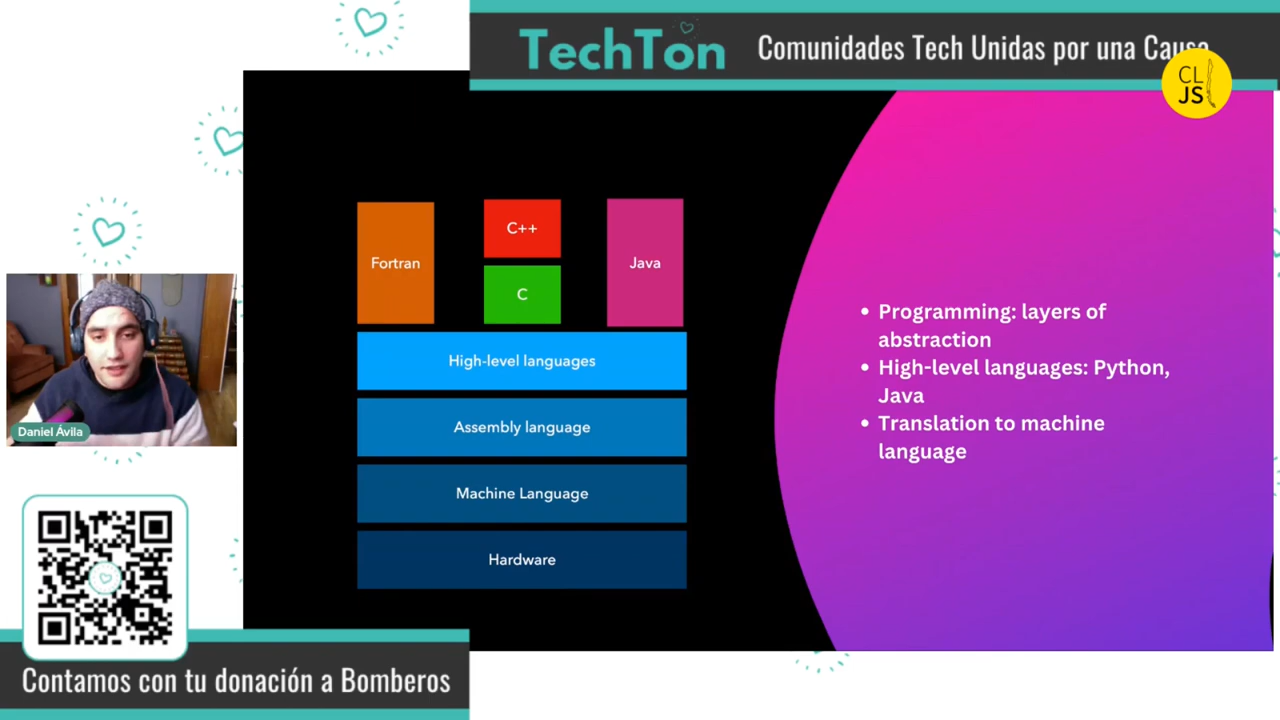 TechTon
Comunidades Tech Unidas por una Causa
CL
JS
Fortran
C++
C
Java
High-level languages
Assembly language
Machine Language
Hardware
• Programming: layers of
abstraction
• High-level languages: Python,
Java
• Translation to machine
language
Daniel Ávila
Contamos con tu donación a Bomberos